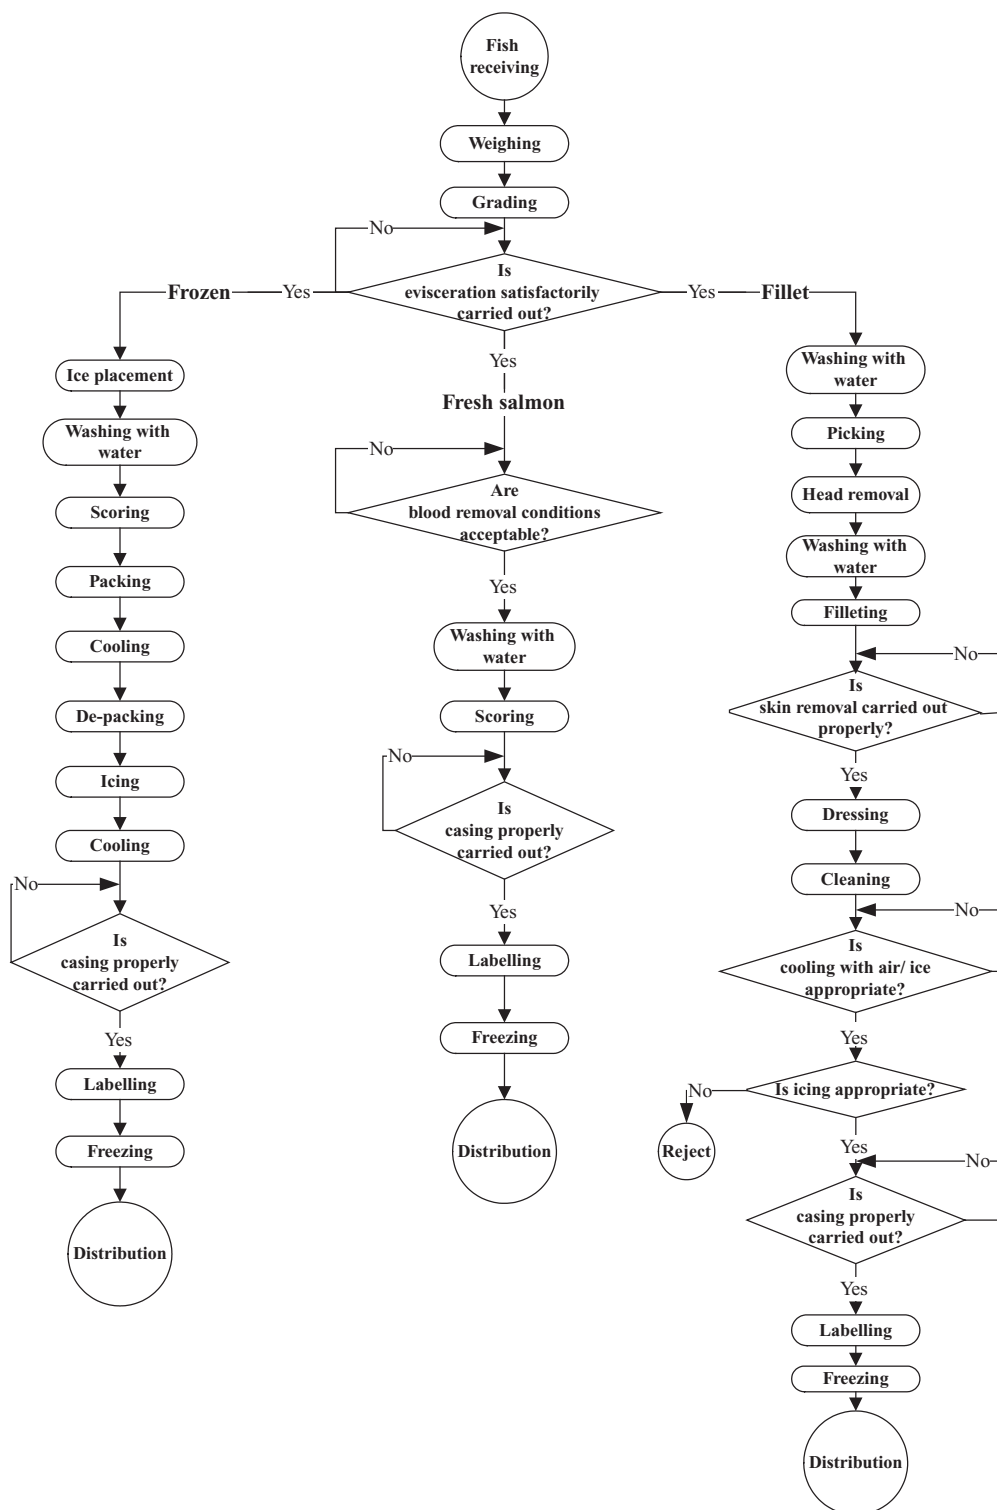 Fish
receiving
Weighing
Grading
No
Is
evisceration satisfactorily
carried out?
Frozen
Yes
Yes
Fillet
Yes
Fresh salmon
Ice placement
Washing with
water
Scoring
Packing
Cooling
De-packing
Icing
Cooling
No
Is
casing properly
carried out?
Yes
Labelling
Freezing
Distribution
No
Are
blood removal conditions
acceptable?
Yes
Washing with
water
Scoring
No
Is
casing properly
carried out?
Yes
Labelling
Freezing
Distribution
Washing with
water
Picking
Head removal
Washing with
water
Filleting
No
Is
skin removal carried out
properly?
Yes
Dressing
Cleaning
No
Is
cooling with air/ ice
appropriate?
Yes
Is icing appropriate?
No
Reject
Yes
No
Is
casing properly
carried out?
Yes
Labelling
Freezing
Distribution